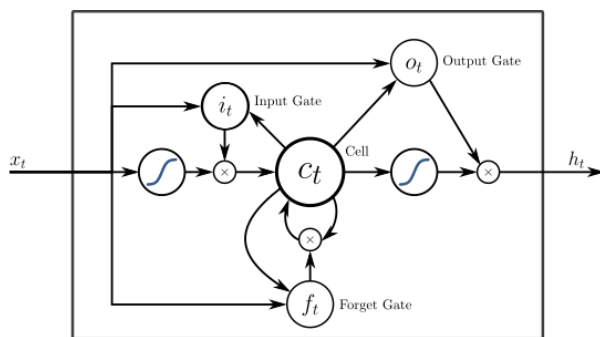 o_t
Output Gate
i_t
Input Gate
Cell
x_t
×
c_t
×
h_t
×
f_t
Forget Gate